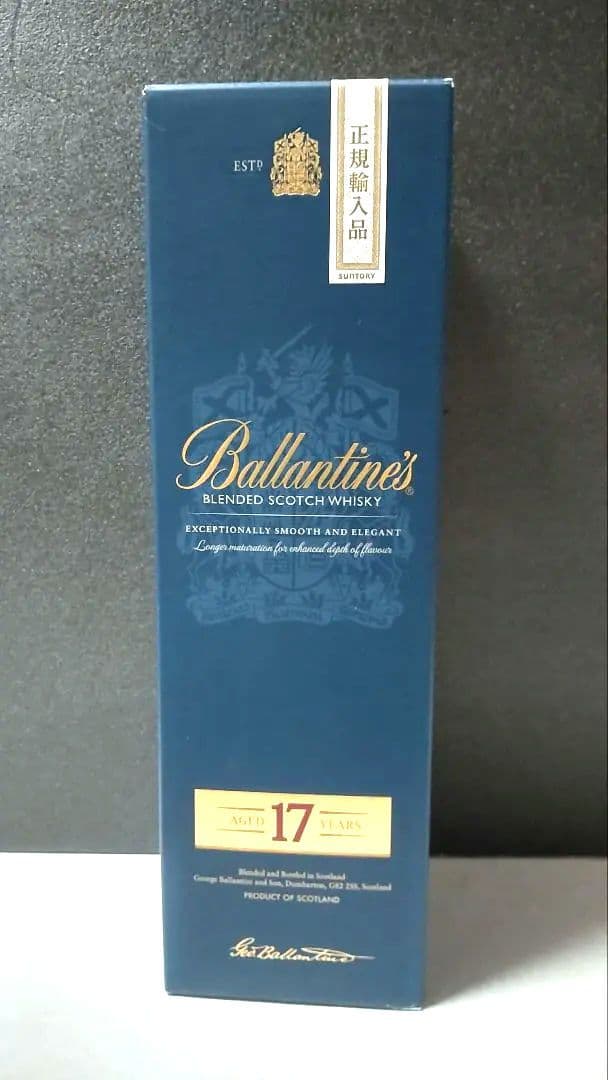 ESTD
正規輸入品
SUNTORY
Ballantine's®
BLENDED SCOTCH WHISKY
EXCEPTIONALLY SMOOTH AND ELEGANT
Longer maturation for enhanced depth of flavour
AGED 17 YEARS
Blended and Bottled in Scotland
George Ballantine and Son, Dumbarton, G82 2SS, Scotland
PRODUCT OF SCOTLAND
Geo Ballantine